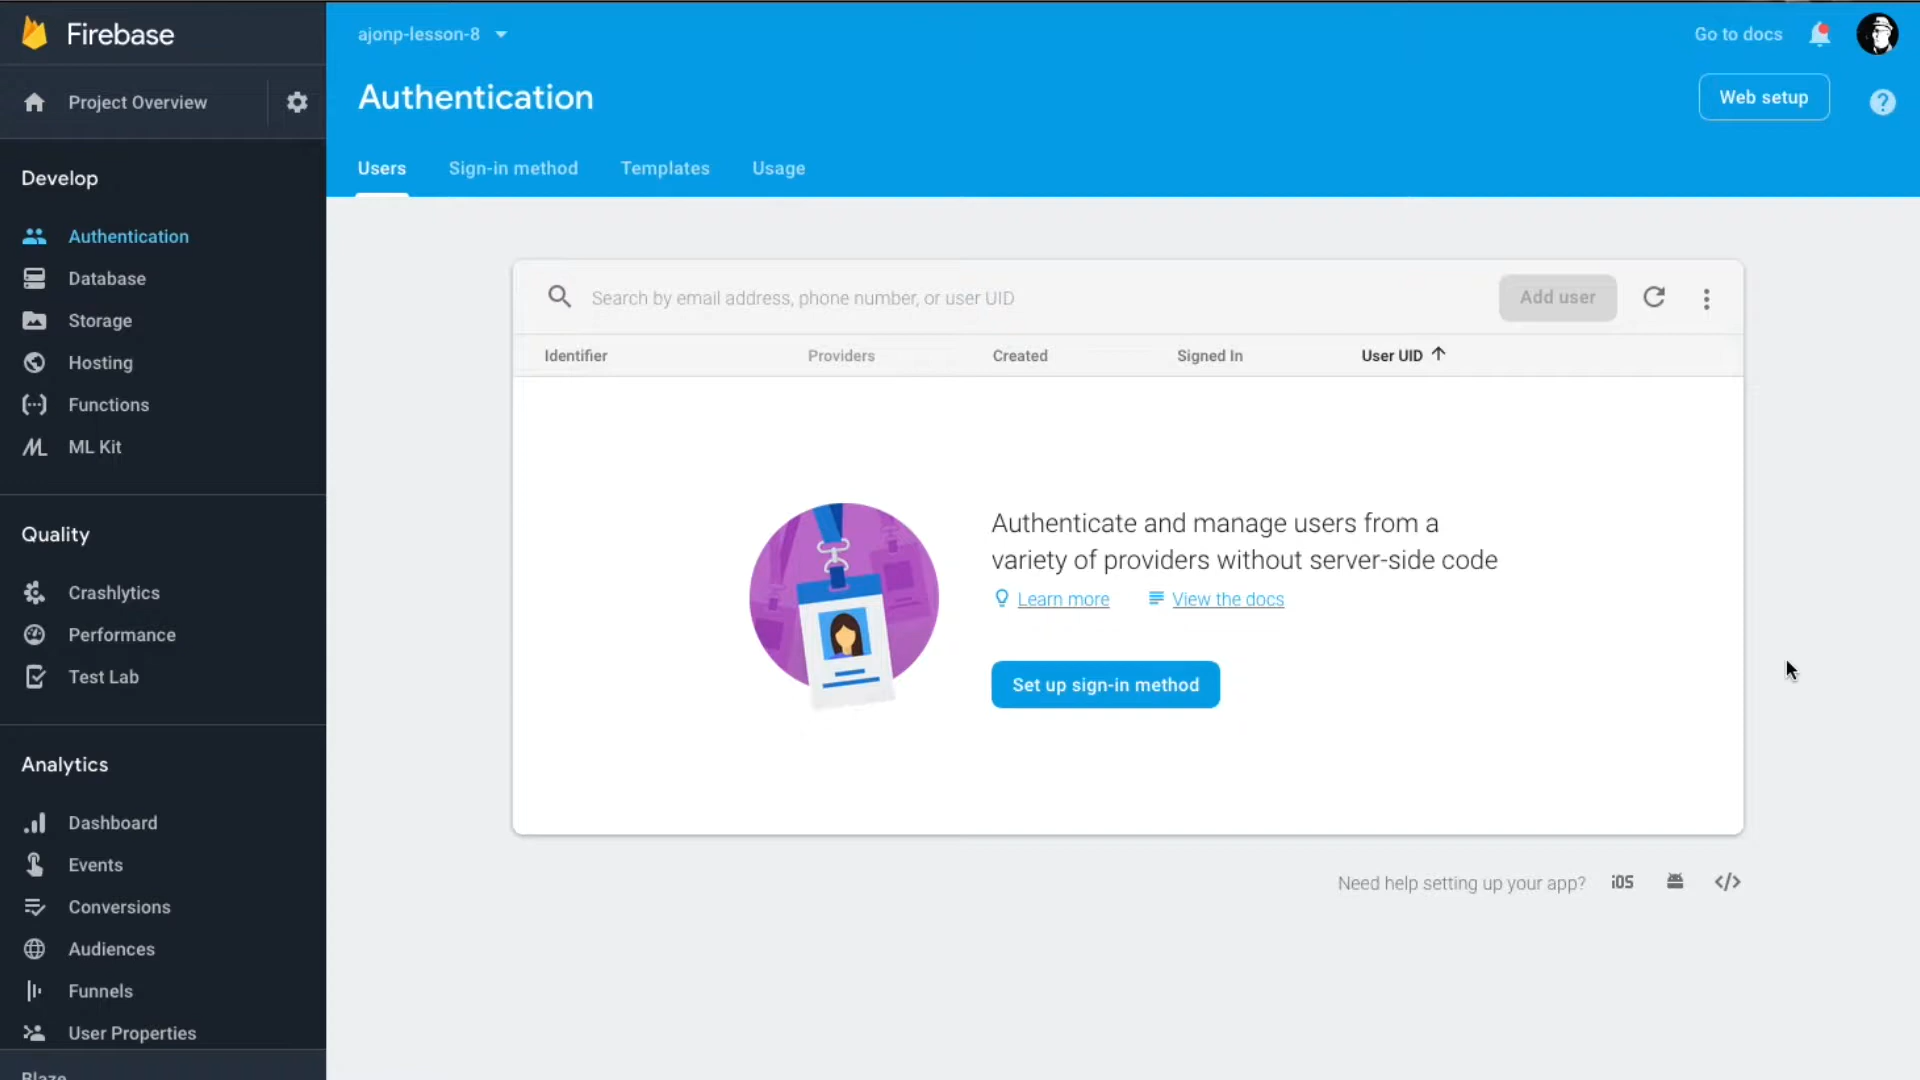 Firebase
ajonp-lesson-8
Go to docs
Project Overview
Authentication
Web setup
Users
Sign-in method
Templates
Usage
Develop
Authentication
Database
Storage
Hosting
Functions
ML Kit
Quality
Crashlytics
Performance
Test Lab
Analytics
Dashboard
Events
Conversions
Audiences
Funnels
User Properties
Blaze
Search by email address, phone number, or user UID
Add user
Identifier
Providers
Created
Signed In
User UID
Authenticate and manage users from a
variety of providers without server-side code
Learn more
View the docs
Set up sign-in method
Need help setting up your app?
iOS